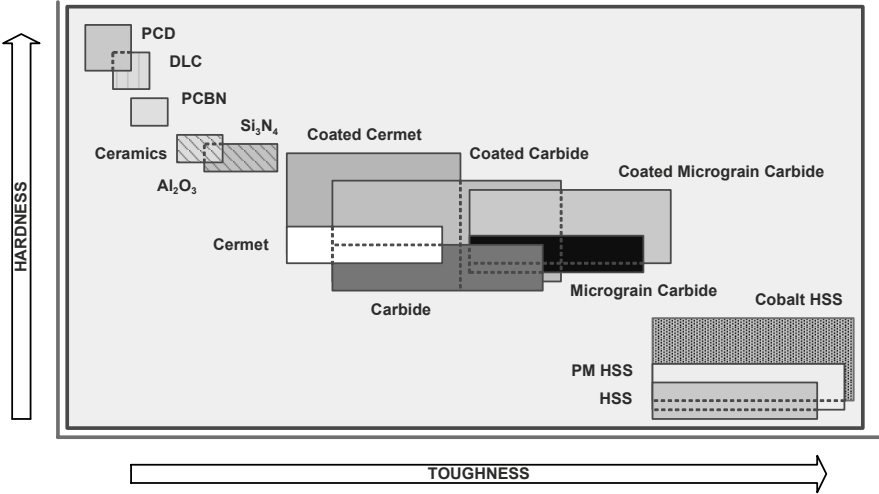 PCD
DLC
PCBN
Si₃N₄
Ceramics
Al₂O₃
Coated Cermet
Coated Carbide
Coated Micrograin Carbide
Cermet
Carbide
Micrograin Carbide
Cobalt HSS
PM HSS
HSS
HARDNESS
TOUGHNESS